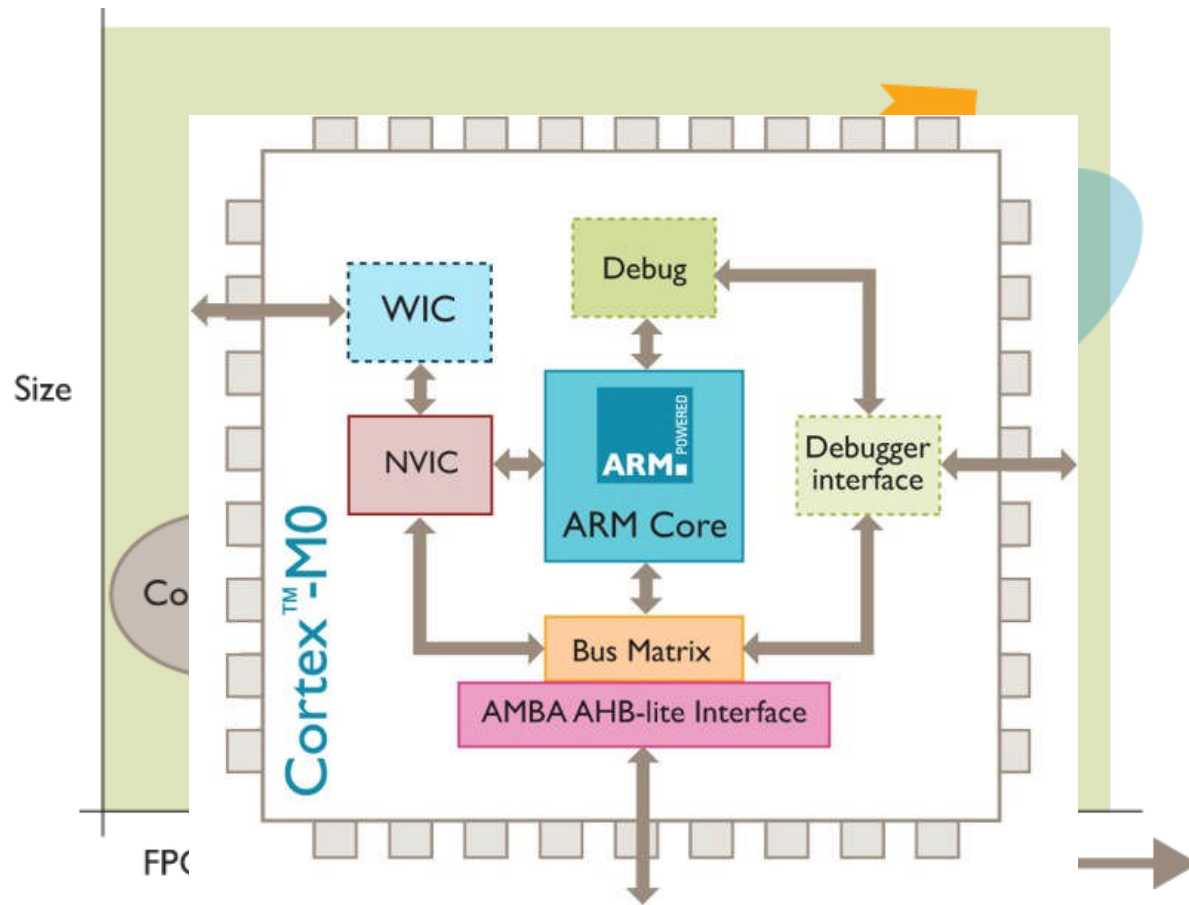 Debug
WIC
Size
POWERED
ARM
NVIC
Debugger
interface
ARM Core
Cortex™-M0
Bus Matrix
AMBA AHB-lite Interface